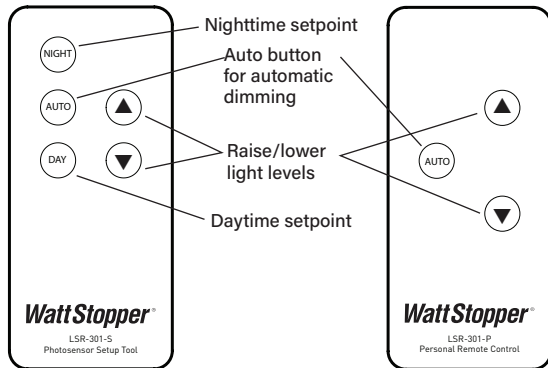 NIGHT
AUTO
DAY
WattStopper®
LSR-301-S
Photosensor Setup Tool
Nighttime setpoint
Auto button
for automatic
dimming
Raise/lower
light levels
Daytime setpoint
AUTO
WattStopper®
LSR-301-P
Personal Remote Control